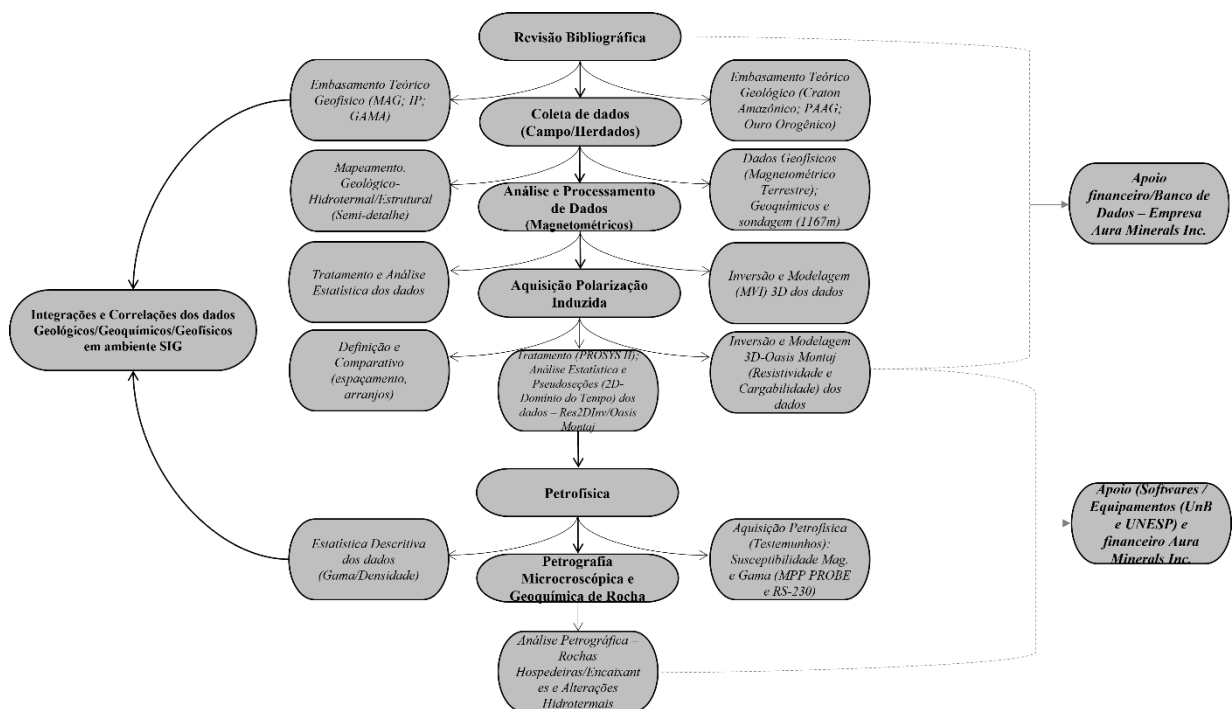 Revisão Bibliográfica
Embasamento Teórico
Geofísico (MAG; IP;
GAMA)
Embasamento Teórico
Geológico (Craton
Amazônico; PAAG;
Ouro Orogênico)
Coleta de dados
(Campo/Herdados)
Mapeamento.
Geológico-
Hidrotermal/Estrutural
(Semi-detalhe)
Dados Geofísicos
(Magnetométrico
Terrestre);
Geoquímicos e
sondagem (1167m)
Análise e Processamento
de Dados
(Magnetométricos)
Apoio
financeiro/Banco de
Dados – Empresa
Aura Minerals Inc.
Tratamento e Análise
Estatística dos dados
Aquisição Polarização
Induzida
Inversão e Modelagem
(MVI) 3D dos dados
Integrações e Correlações dos dados
Geológicos/Geoquímicos/Geofísicos
em ambiente SIG
Definição e
Comparativo
(espaçamento,
arranjos)
Tratamento (PROSYS II);
Análise Estatística e
Pseudoseções (2D-
Domínio do Tempo) dos
dados – Res2DInv/Oasis
Montaj
Inversão e Modelagem
3D-Oasis Montaj
(Resistividade e
Cargabilidade) dos
dados
Petrofísica
Apoio (Softwares /
Equipamentos (UnB
e UNESP) e
financeiro Aura
Minerals Inc.
Estatística Descritiva
dos dados
(Gama/Densidade)
Petrografia
Microcroscópica e
Geoquímica de Rocha
Aquisição Petrofísica
(Testemunhos):
Susceptibilidade Mag.
e Gama (MPP PROBE
e RS-230)
Análise Petrográfica –
Rochas
Hospedeiras/Encaixant
es e Alterações
Hidrotermais